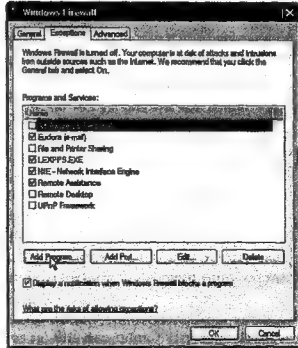 Windows Firewall
General Exceptions Advanced
Windows Firewall is turned off. Your computer is at risk of attacks and intrusions
from outside sources such as the Internet. We recommend that you click the
General tab and select On.
Programs and Services:
Name
Eudora (e-mail)
File and Printer Sharing
LEXPPS.EXE
NIE - Network Interface Engine
Remote Assistance
Remote Desktop
UPnP Framework
Add Program... Add Port... Edit... Delete
Display a notification when Windows Firewall blocks a program
What are the risks of allowing exceptions?
OK Cancel